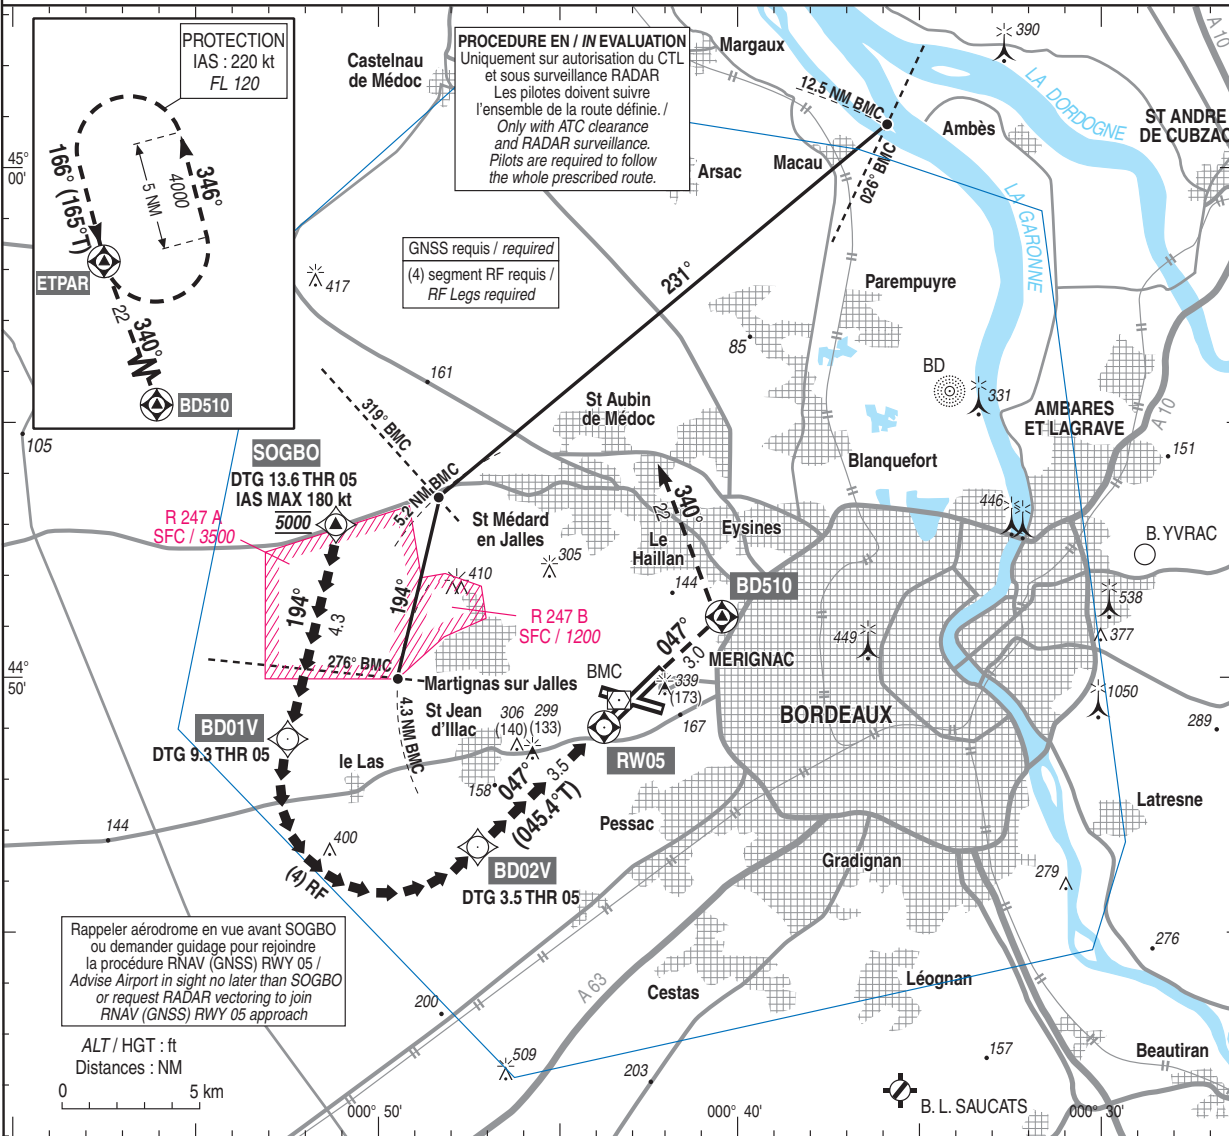 PROTECTION
IAS : 220 kt
FL 120
166° (165°T)
346°
4000
5 NM
ETPAR
22
340°
BD510
Castelnau
de Médoc
PROCEDURE EN / IN EVALUATION
Uniquement sur autorisation du CTL
et sous surveillance RADAR
Les pilotes doivent suivre
l'ensemble de la route définie. /
Only with ATC clearance
and RADAR surveillance.
Pilots are required to follow
the whole prescribed route.
Margaux
12.5 NM BMC
390
LA DORDOGNE
A 10
ST ANDRE
DE CUBZAC
Ambès
Macau
Arsac
026° BMC
LA GARONNE
45°
00'
GNSS requis / required
(4) segment RF requis /
RF Legs required
417
231°
Parempuyre
85
BD
331
161
319° BMC
St Aubin
de Médoc
AMBARES
ET LAGRAVE
A 10
151
105
SOGBO
DTG 13.6 THR 05
IAS MAX 180 kt
5000
5.2 NM BMC
Blanquefort
446
R 247 A
SFC / 3500
St Médard
en Jalles
340°
22
Eysines
Le
Haillan
B.YVRAC
305
410
144
BD510
538
194°
4.3
194°
R 247 B
SFC / 1200
047°
3.0
449
377
276° BMC
MERIGNAC
44°
50'
Martignas sur Jalles
BMC
339
(173)
1050
4.3 NM BMC
St Jean
d'Illac
306
(140)
299
(133)
167
BORDEAUX
289
BD01V
DTG 9.3 THR 05
le Las
RW05
158
047°
(045.4°T)
3.5
Latresne
144
400
Pessac
(4) RF
BD02V
DTG 3.5 THR 05
Gradignan
279
Rappeler aérodrome en vue avant SOGBO
ou demander guidage pour rejoindre
la procédure RNAV (GNSS) RWY 05 /
Advise Airport in sight no later than SOGBO
or request RADAR vectoring to join
RNAV (GNSS) RWY 05 approach
276
A 63
Cestas
Léognan
200
ALT / HGT : ft
Distances : NM
0
5 km
509
203
157
Beautiran
B. L. SAUCATS
000° 50'
000° 40'
000° 30'